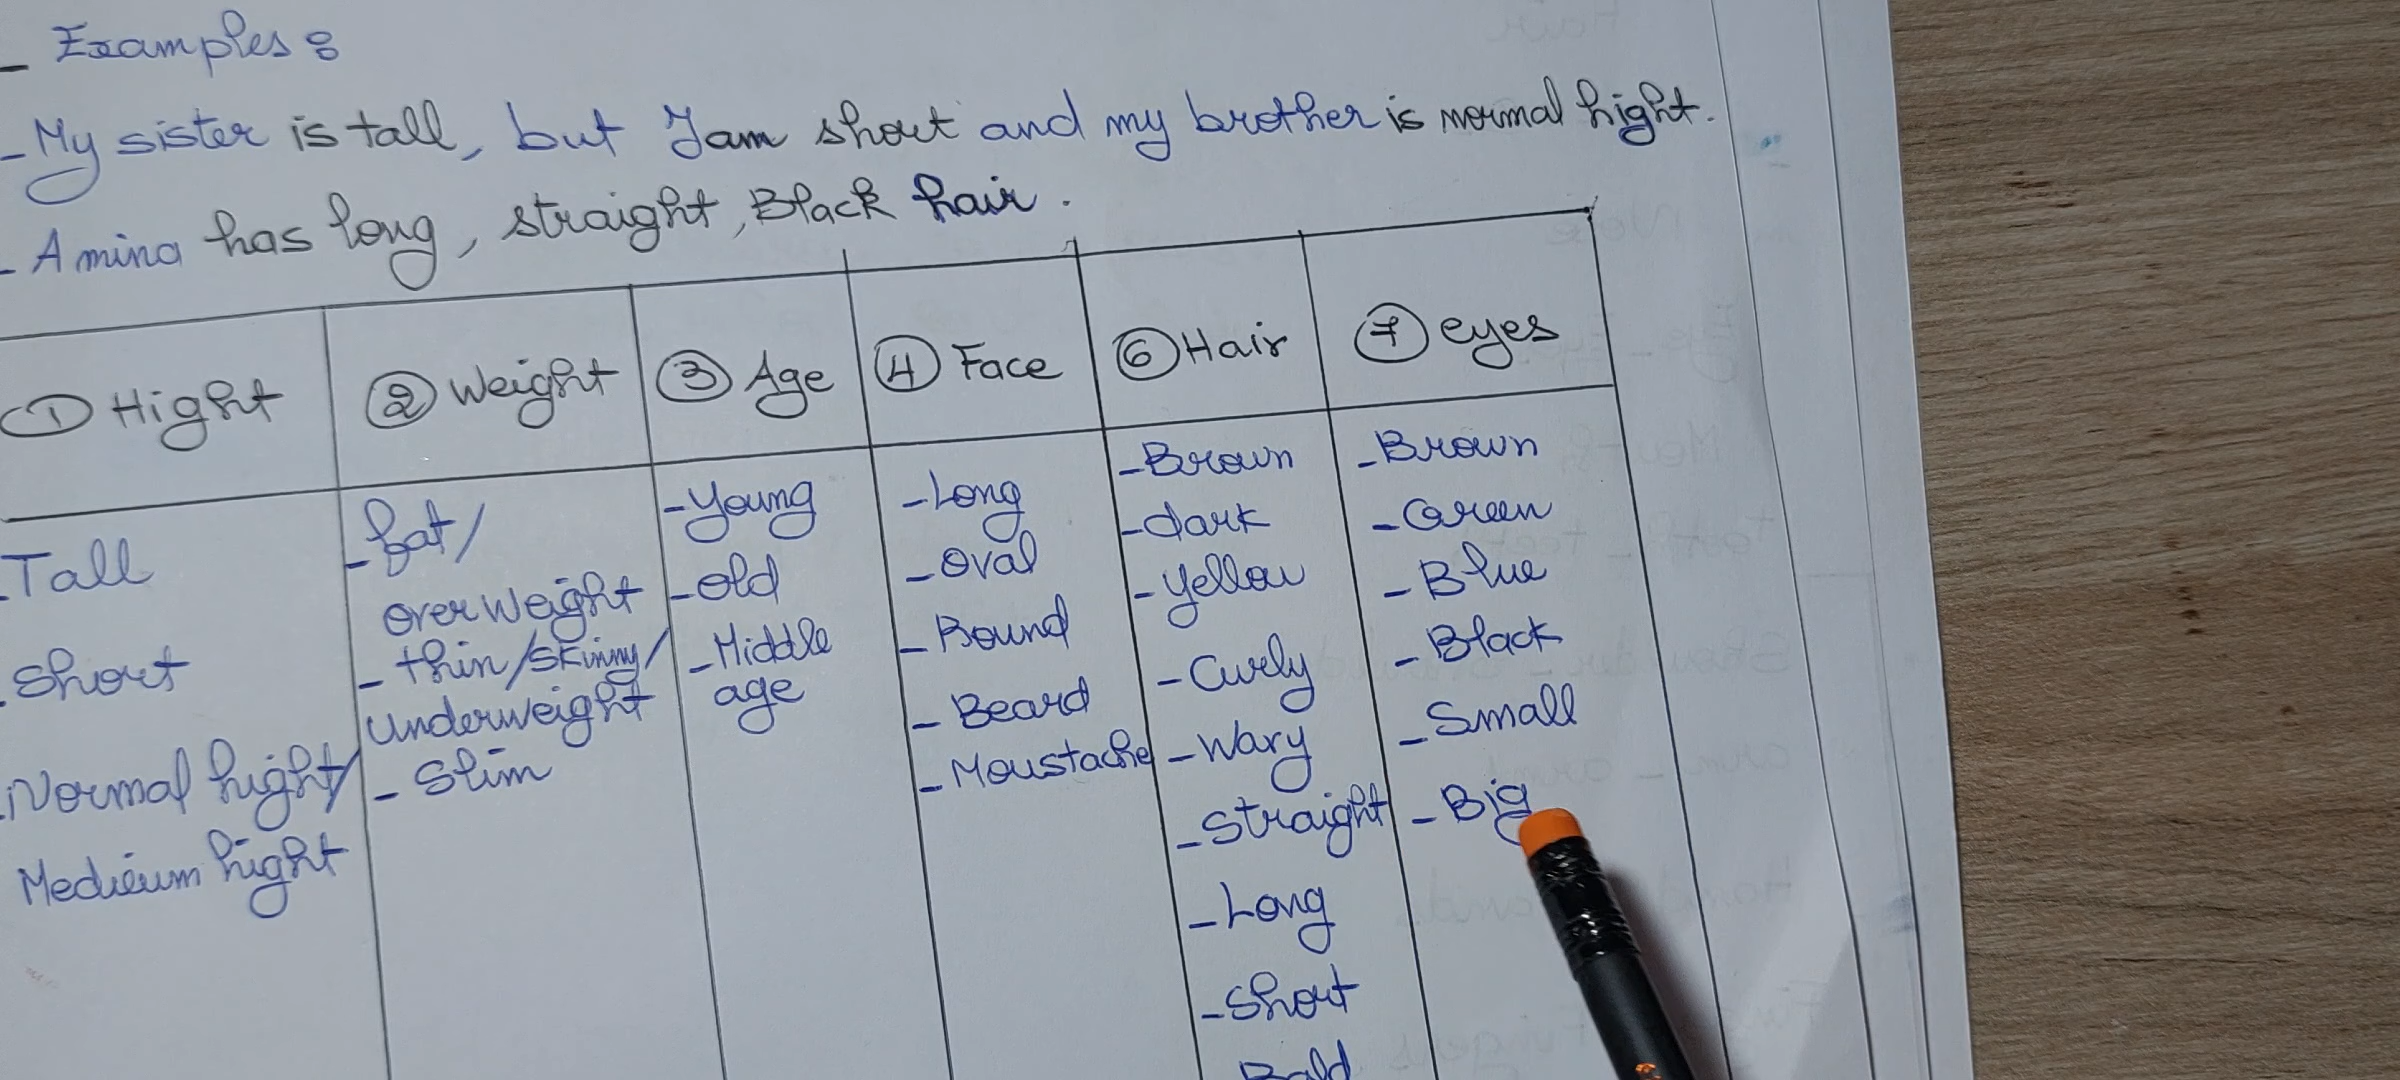 - Examples :
- My sister is tall, but I am short and my brother is normal hight.
- Amina has long, straight, Black hair.
① Hight
② Weight
③ Age
④ Face
⑥ Hair
⑦ eyes
- Tall
- Short
- Normal hight/
Medium hight
- fat/
overweight
- thin/skinny/
underweight
- Slim
- Young
- Old
- Middle
age
- Long
- Oval
- Round
- Beard
- Moustache
- Brown
- dark
- yellow
- Curly
- Wavy
- Straight
- Long
- Short
Bald
- Brown
- Green
- Blue
- Black
- Small
- Big